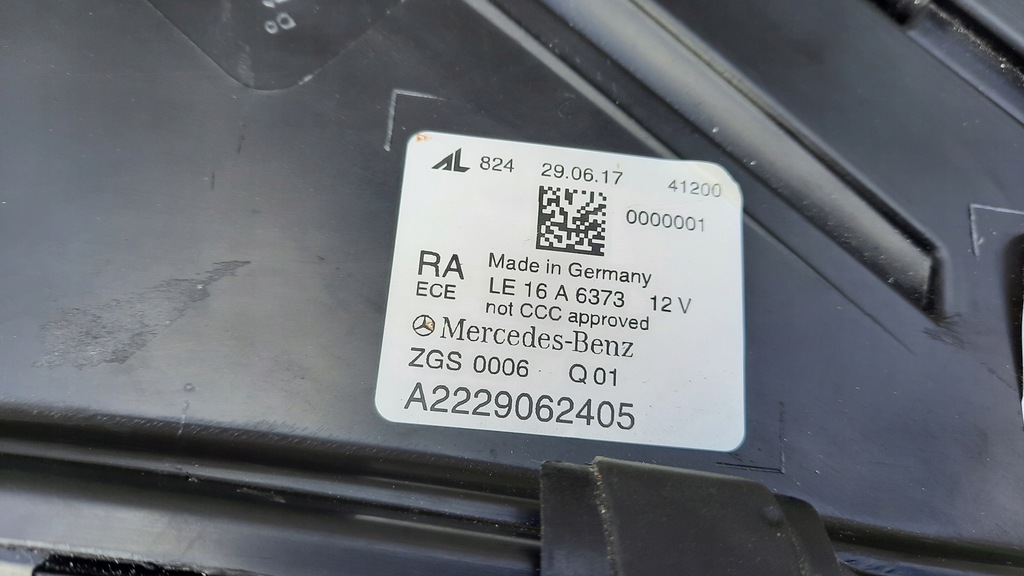 AL 824 29.06.17 41200
0000001
RA Made in Germany
ECE LE 16 A 6373 12 V
not CCC approved
Mercedes-Benz
ZGS 0006 Q 01
A2229062405